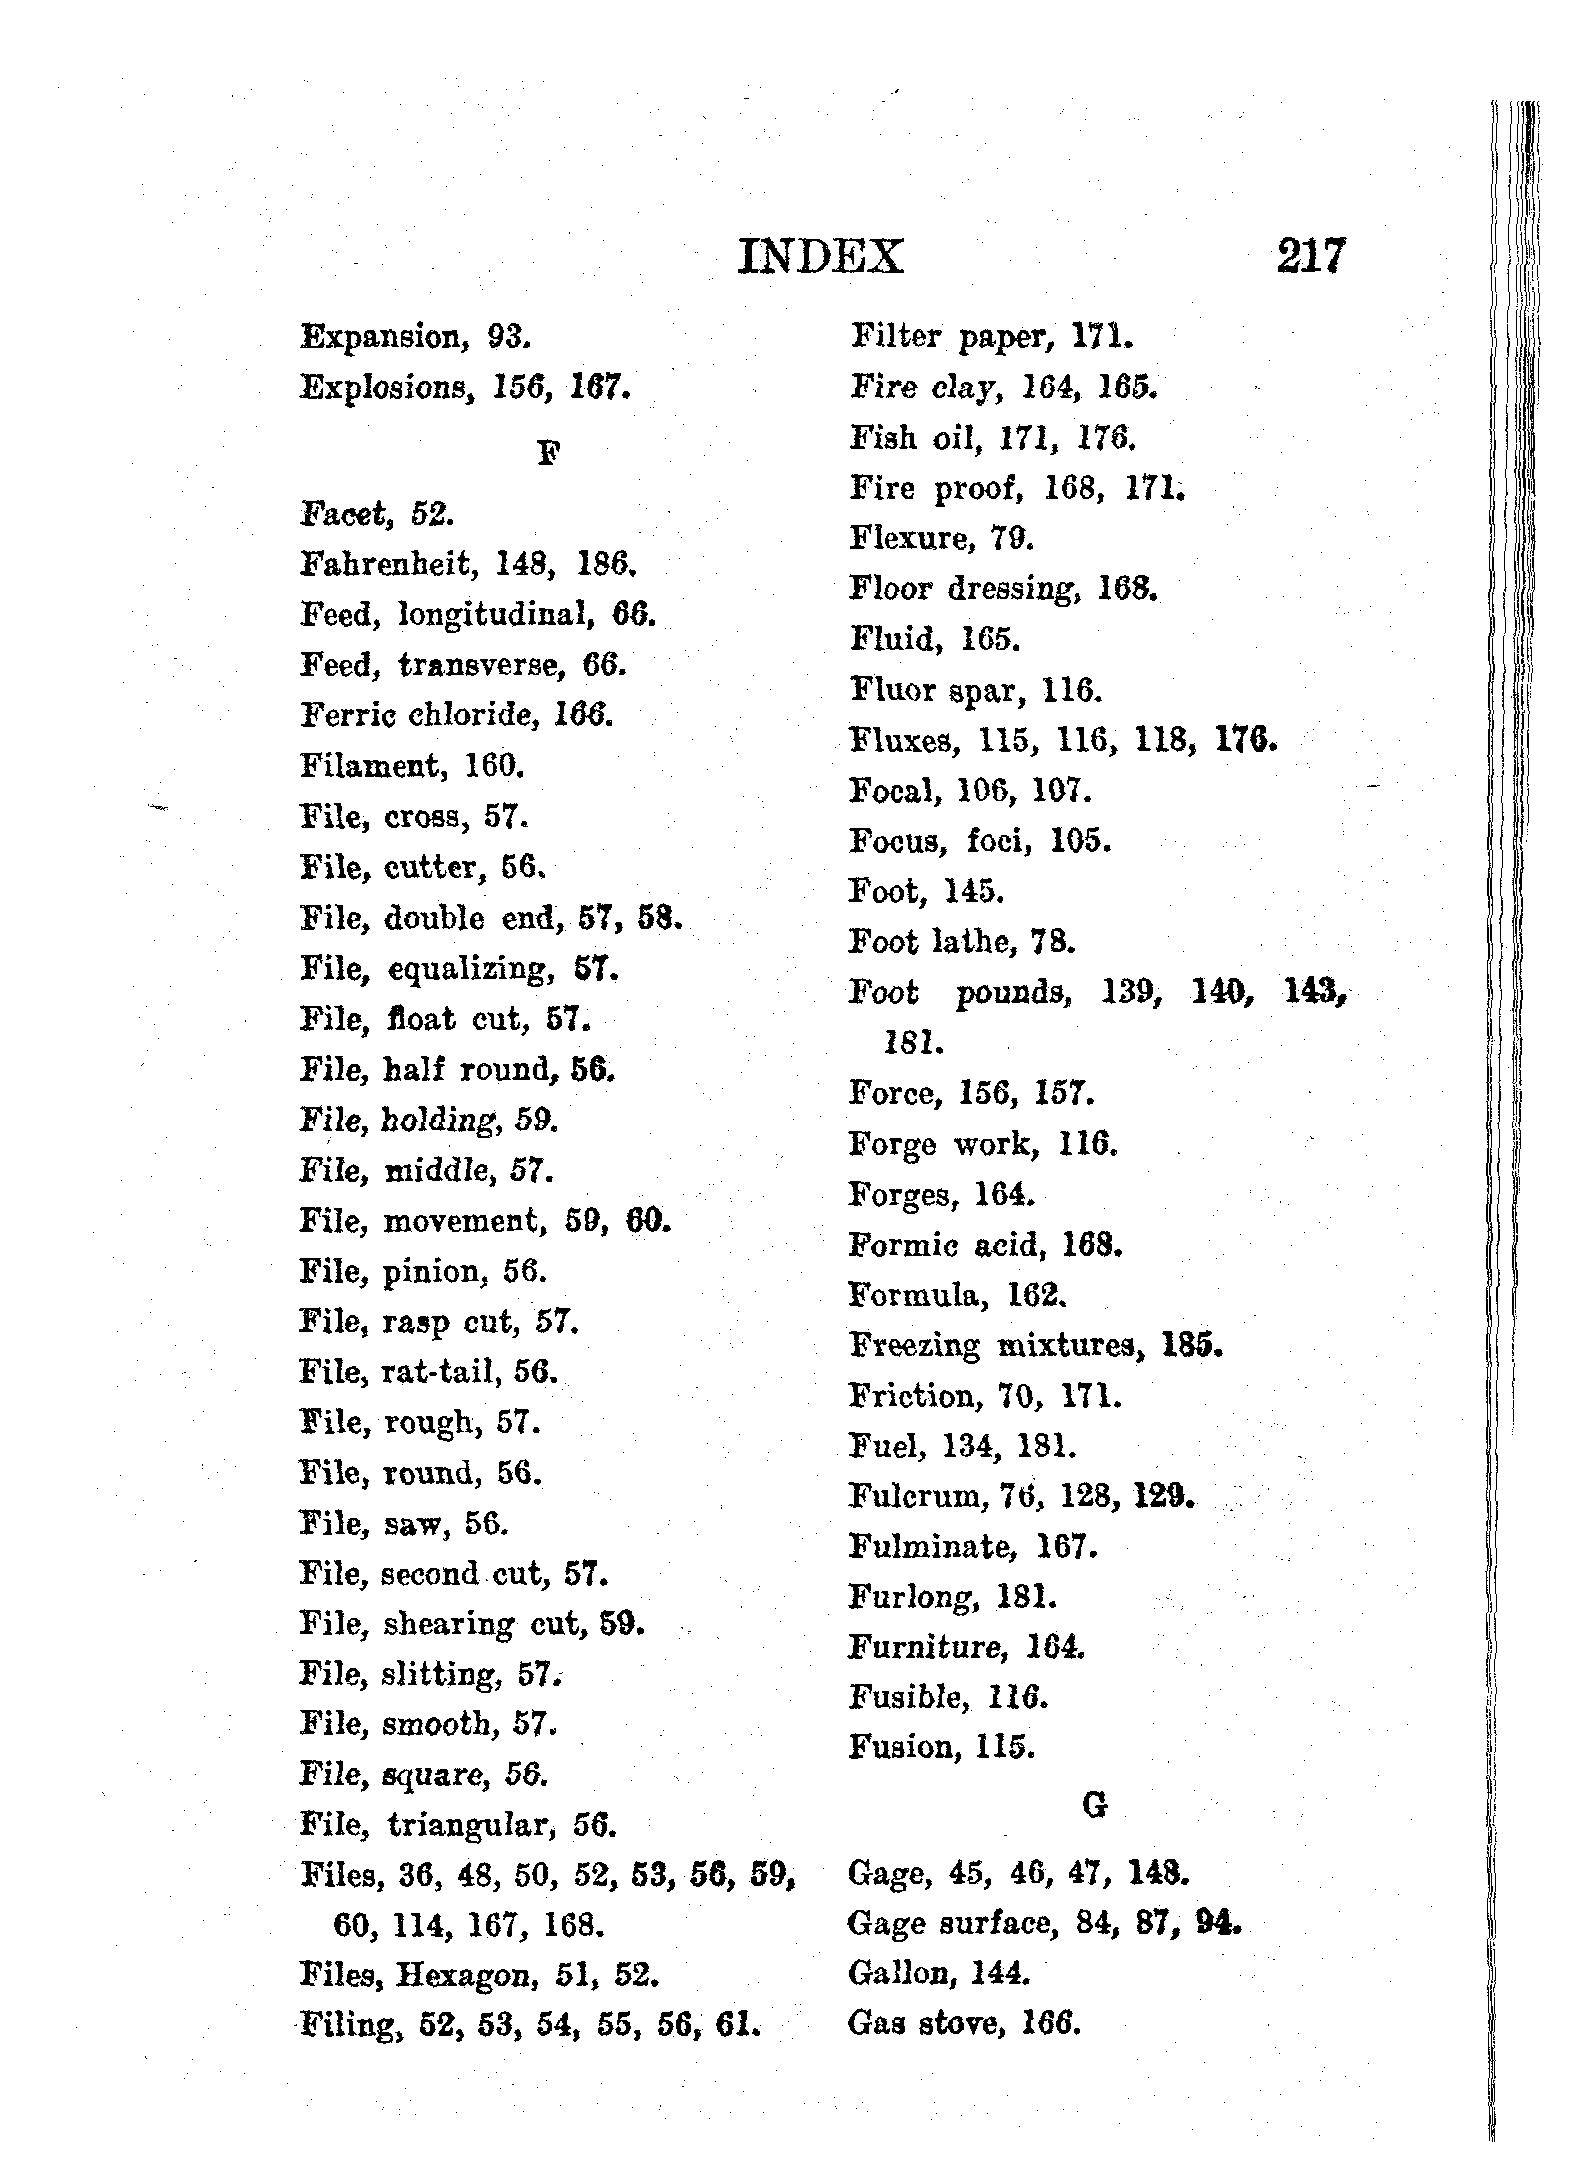 INDEX 217
Expansion, 93.
Explosions, 156, 167.
F
Facet, 52.
Fahrenheit, 148, 186.
Feed, longitudinal, 66.
Feed, transverse, 66.
Ferric chloride, 166.
Filament, 160.
File, cross, 57.
File, cutter, 56.
File, double end, 57, 58.
File, equalizing, 57.
File, float cut, 57.
File, half round, 56.
File, holding, 59.
File, middle, 57.
File, movement, 59, 60.
File, pinion, 56.
File, rasp cut, 57.
File, rat-tail, 56.
File, rough, 57.
File, round, 56.
File, saw, 56.
File, second cut, 57.
File, shearing cut, 59.
File, slitting, 57.
File, smooth, 57.
File, square, 56.
File, triangular, 56.
Files, 36, 48, 50, 52, 53, 56, 59,
60, 114, 167, 168.
Files, Hexagon, 51, 52.
Filing, 52, 53, 54, 55, 56, 61.
Filter paper, 171.
Fire clay, 164, 165.
Fish oil, 171, 176.
Fire proof, 168, 171.
Flexure, 79.
Floor dressing, 168.
Fluid, 165.
Fluor spar, 116.
Fluxes, 115, 116, 118, 176.
Focal, 106, 107.
Focus, foci, 105.
Foot, 145.
Foot lathe, 78.
Foot pounds, 139, 140, 143,
181.
Force, 156, 157.
Forge work, 116.
Forges, 164.
Formic acid, 168.
Formula, 162.
Freezing mixtures, 185.
Friction, 70, 171.
Fuel, 134, 181.
Fulcrum, 76, 128, 129.
Fulminate, 167.
Furlong, 181.
Furniture, 164.
Fusible, 116.
Fusion, 115.
G
Gage, 45, 46, 47, 148.
Gage surface, 84, 87, 94.
Gallon, 144.
Gas stove, 166.